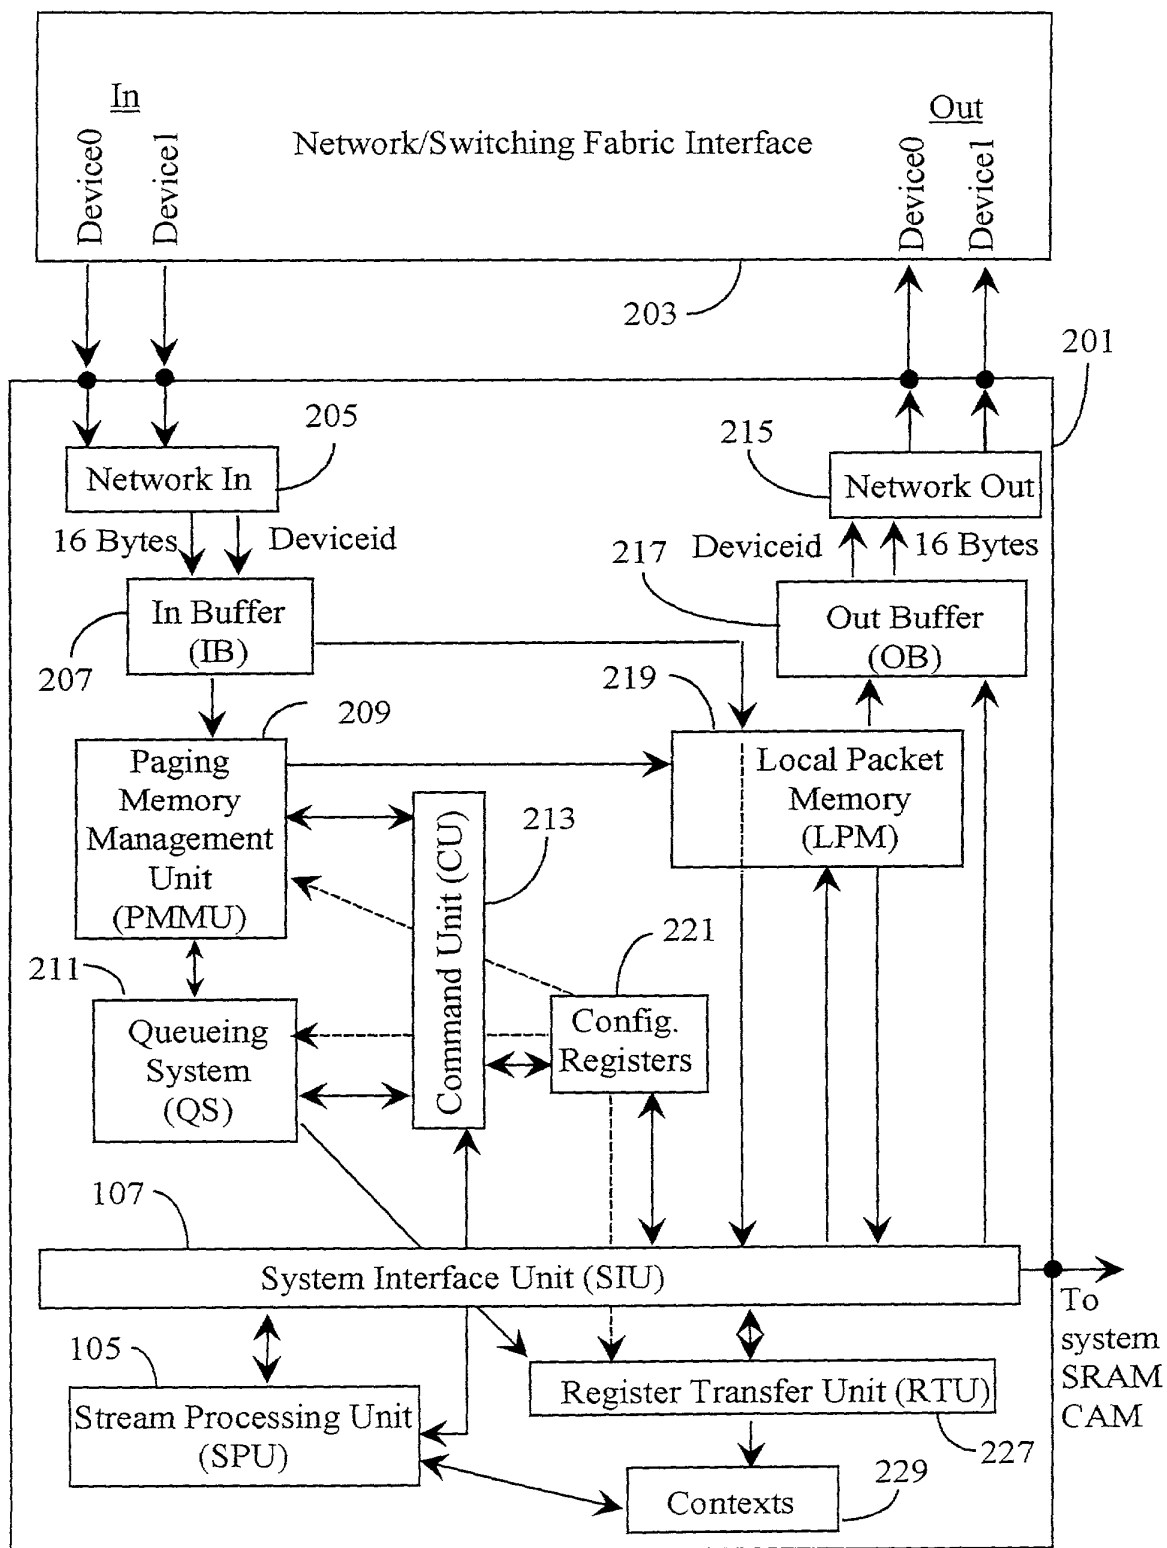 In
Out
Device0
Device1
Network/Switching Fabric Interface
Device0
Device1
203
201
205
215
Network In
Network Out
16 Bytes
Deviceid
217
Deviceid
16 Bytes
In Buffer
(IB)
Out Buffer
(OB)
207
219
209
Paging
Memory
Management
Unit
(PMMU)
Local Packet
Memory
(LPM)
213
Command Unit (CU)
221
211
Queueing
System
(QS)
Config.
Registers
107
System Interface Unit (SIU)
To
system
SRAM
CAM
105
Stream Processing Unit
(SPU)
Register Transfer Unit (RTU)
227
229
Contexts